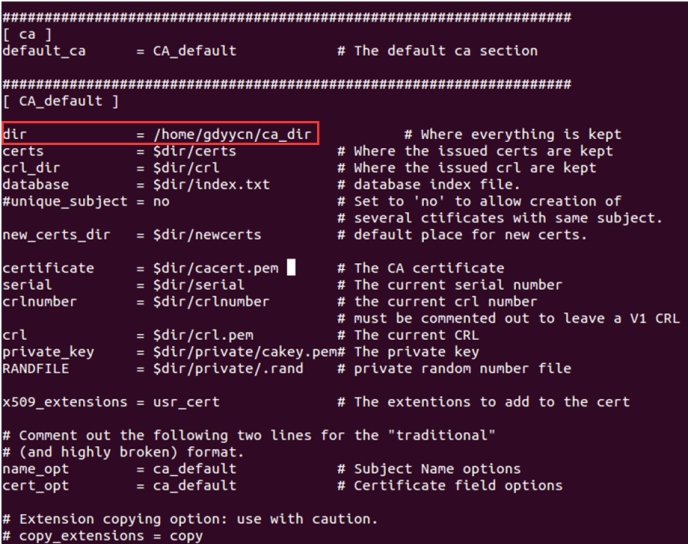 ####################################################################
[ ca ]
default_ca      = CA_default            # The default ca section
####################################################################
[ CA_default ]
dir             = /home/gdyycn/ca_dir           # Where everything is kept
certs           = $dir/certs            # Where the issued certs are kept
crl_dir         = $dir/crl              # Where the issued crl are kept
database        = $dir/index.txt        # database index file.
#unique_subject = no                    # Set to 'no' to allow creation of
                                        # several ctificates with same subject.
new_certs_dir   = $dir/newcerts         # default place for new certs.
certificate     = $dir/cacert.pem       # The CA certificate
serial          = $dir/serial           # The current serial number
crlnumber       = $dir/crlnumber        # the current crl number
                                        # must be commented out to leave a V1 CRL
crl             = $dir/crl.pem          # The current CRL
private_key     = $dir/private/cakey.pem# The private key
RANDFILE        = $dir/private/.rand    # private random number file
x509_extensions = usr_cert              # The extentions to add to the cert
# Comment out the following two lines for the "traditional"
# (and highly broken) format.
name_opt        = ca_default            # Subject Name options
cert_opt        = ca_default            # Certificate field options
# Extension copying option: use with caution.
# copy_extensions = copy